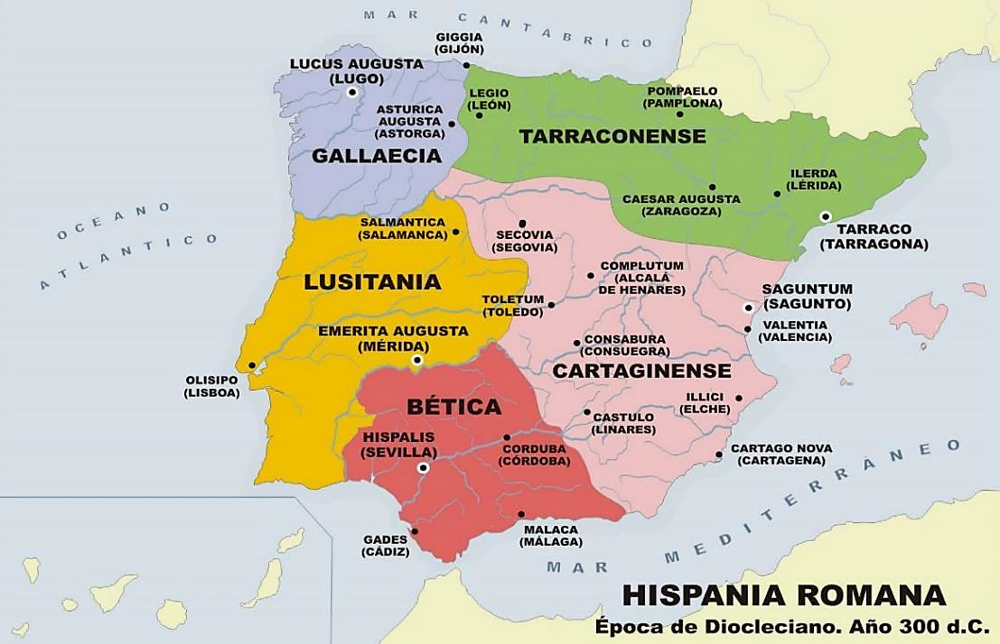 MAR CANTABRICO
GIGGIA
(GIJÓN)
LUCUS AUGUSTA
(LUGO)
LEGIO
(LEÓN)
POMPAELO
(PAMPLONA)
ASTURICA
AUGUSTA
(ASTORGA)
TARRACONENSE
GALLAECIA
ILERDA
(LÉRIDA)
CAESAR AUGUSTA
(ZARAGOZA)
TARRACO
(TARRAGONA)
OCEANO
ATLANTICO
SALMANTICA
(SALAMANCA)
SECOVIA
(SEGOVIA)
COMPLUTUM
(ALCALÁ
DE HENARES)
LUSITANIA
SAGUNTUM
(SAGUNTO)
TOLETUM
(TOLEDO)
VALENTIA
(VALENCIA)
EMERITA AUGUSTA
(MÉRIDA)
CONSABURA
(CONSUEGRA)
CARTAGINENSE
OLISIPO
(LISBOA)
BÉTICA
ILLICI
(ELCHE)
CASTULO
(LINARES)
HISPALIS
(SEVILLA)
CORDUBA
(CÓRDOBA)
CARTAGO NOVA
(CARTAGENA)
GADES
(CÁDIZ)
MALACA
(MÁLAGA)
MAR MEDITERRÁNEO
HISPANIA ROMANA
Época de Diocleciano. Año 300 d.C.